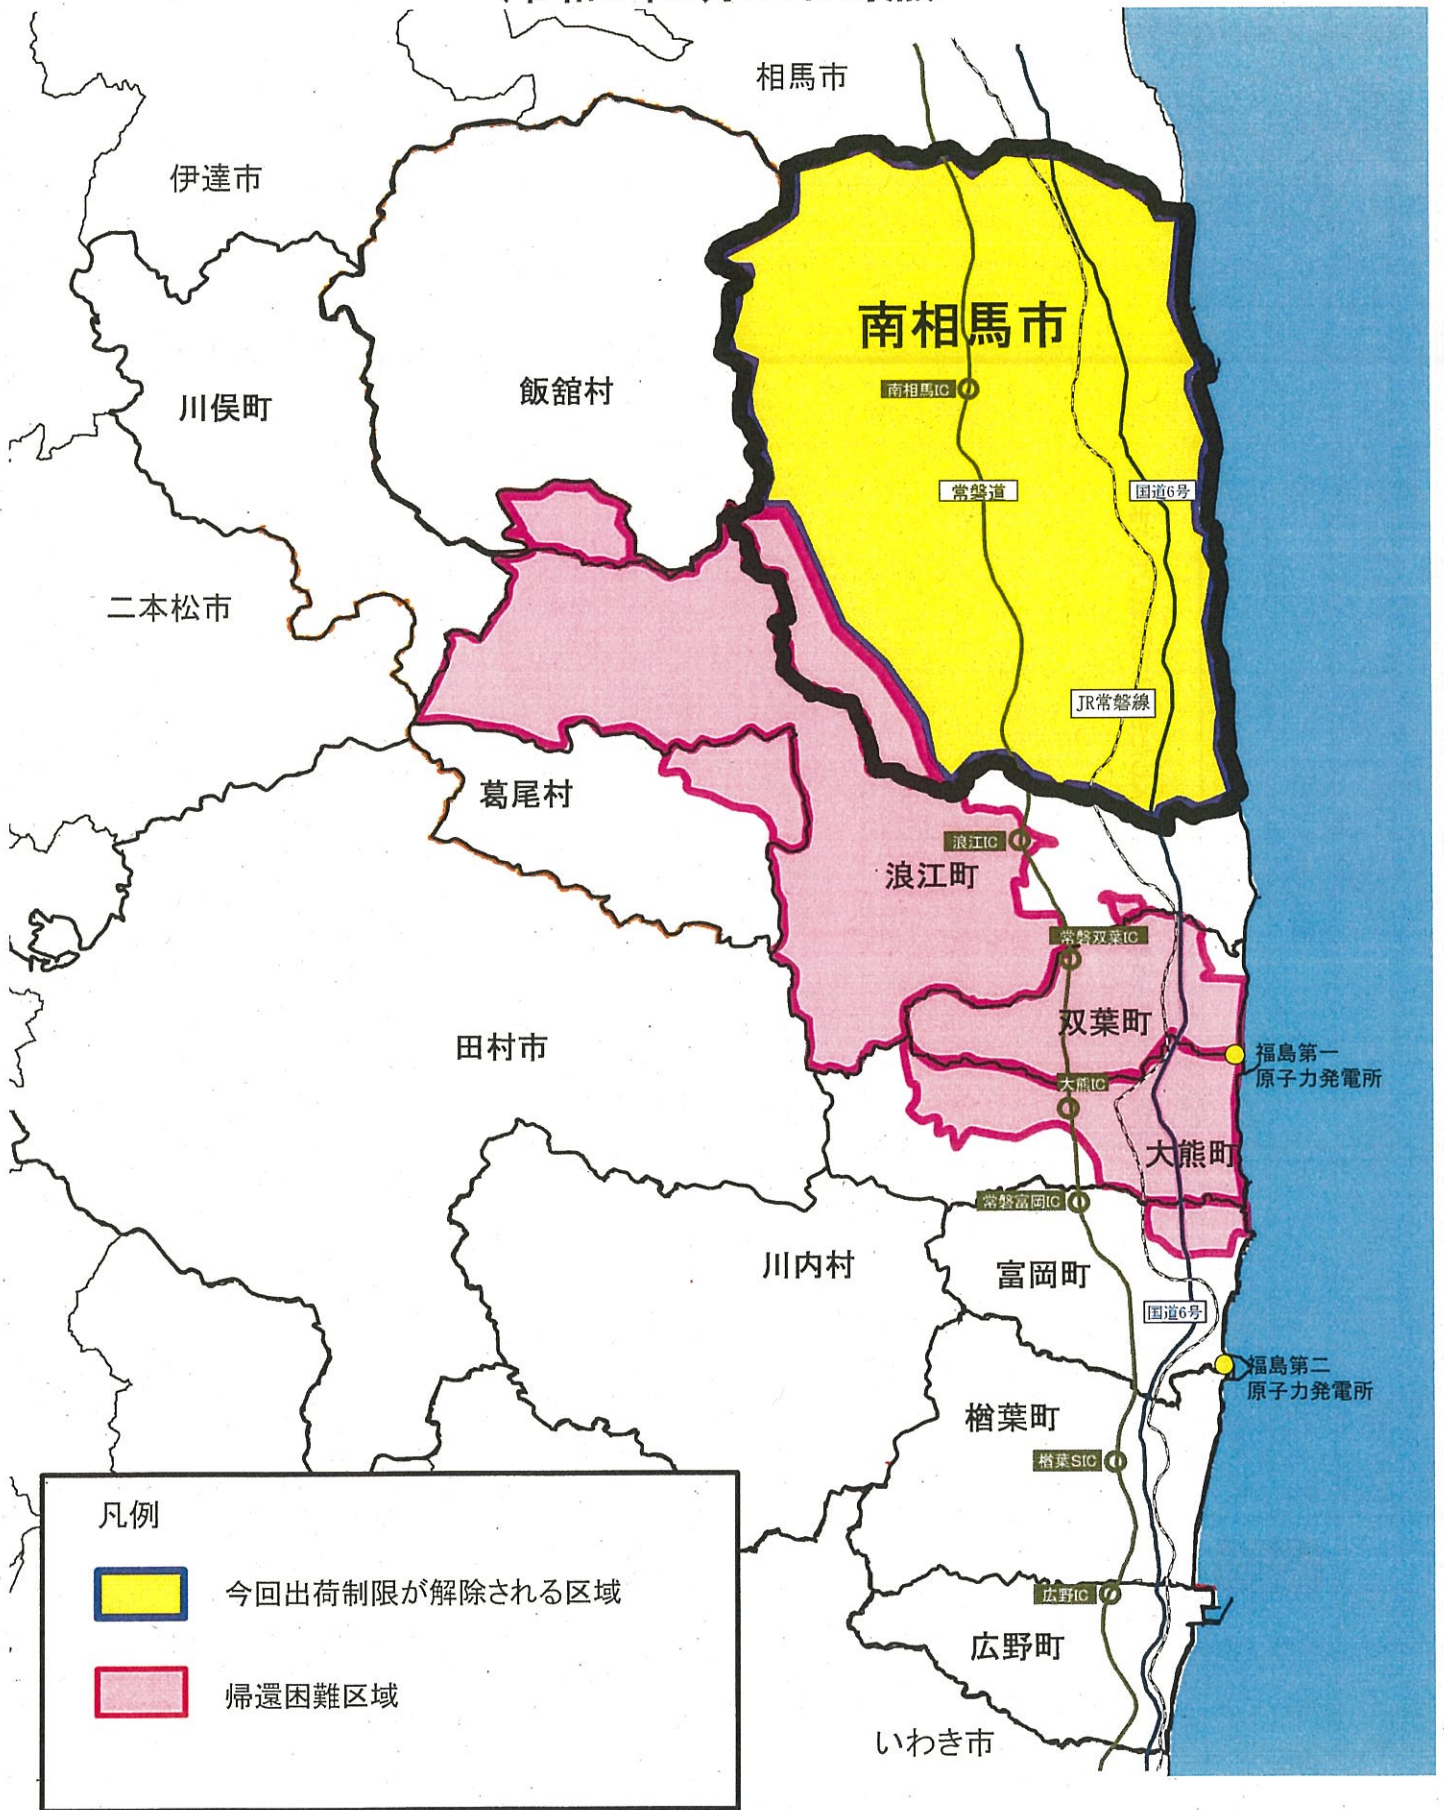 相馬市
伊達市
南相馬市
南相馬IC
飯舘村
川俣町
常磐道
国道6号
二本松市
JR常磐線
葛尾村
浪江IC
浪江町
常磐双葉IC
双葉町
田村市
福島第一
原子力発電所
大熊IC
大熊町
常磐富岡IC
川内村
富岡町
国道6号
福島第二
原子力発電所
楢葉町
楢葉SIC
凡例
今回出荷制限が解除される区域
広野IC
広野町
帰還困難区域
いわき市